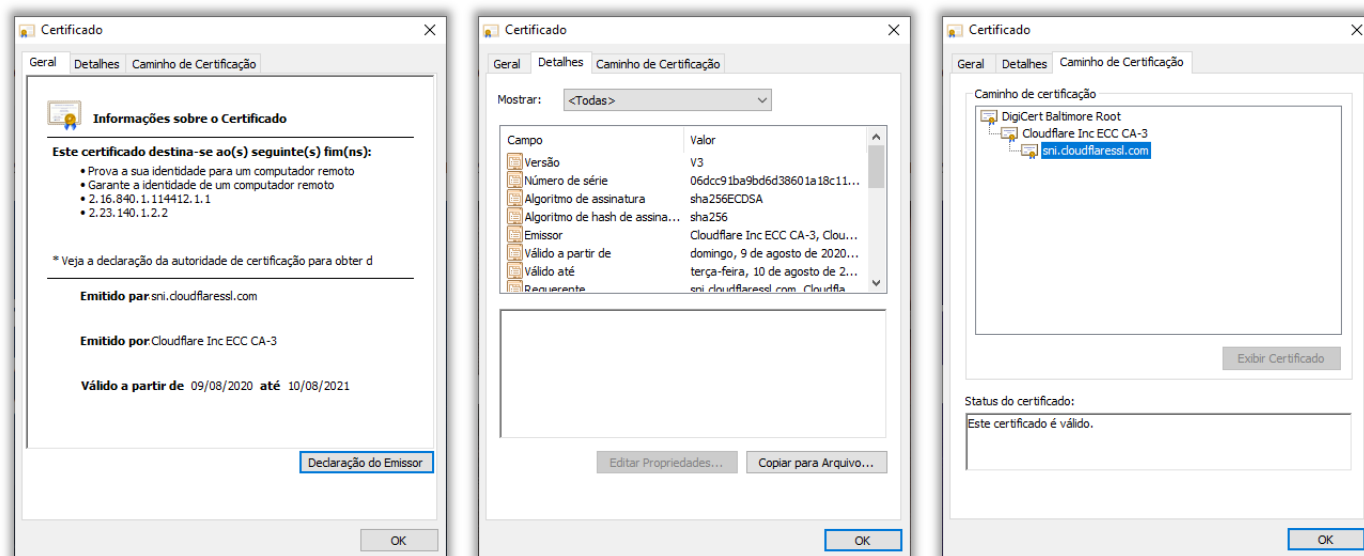 Certificado
Geral Detalhes Caminho de Certificação
Informações sobre o Certificado
Este certificado destina-se ao(s) seguinte(s) fim(ns):
• Prova a sua identidade para um computador remoto
• Garante a identidade de um computador remoto
• 2.16.840.1.114412.1.1
• 2.23.140.1.2.2
* Veja a declaração da autoridade de certificação para obter d
Emitido par sni.cloudflaressl.com
Emitido por Cloudflare Inc ECC CA-3
Válido a partir de 09/08/2020 até 10/08/2021
Declaração do Emissor
OK
Certificado
Geral Detalhes Caminho de Certificação
Mostrar: <Todas>
Campo Valor
Versão V3
Número de série 06dcc91ba9bd6d38601a18c11...
Algoritmo de assinatura sha256ECDSA
Algoritmo de hash de assina... sha256
Emissor Cloudflare Inc ECC CA-3, Clou...
Válido a partir de domingo, 9 de agosto de 2020...
Válido até terça-feira, 10 de agosto de 2...
Requerente sni.cloudflaressl.com, Cloudfla
Editar Propriedades... Copiar para Arquivo...
OK
Certificado
Geral Detalhes Caminho de Certificação
Caminho de certificação
DigiCert Baltimore Root
Cloudflare Inc ECC CA-3
sni.cloudflaressl.com
Exibir Certificado
Status do certificado:
Este certificado é válido.
OK